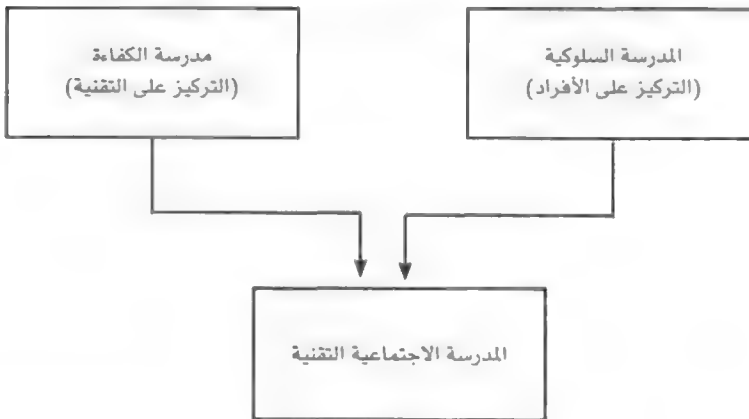 المدرسة السلوكية
(التركيز على الأفراد)
مدرسة الكفاءة
(التركيز على التقنية)
المدرسة الاجتماعية التقنية